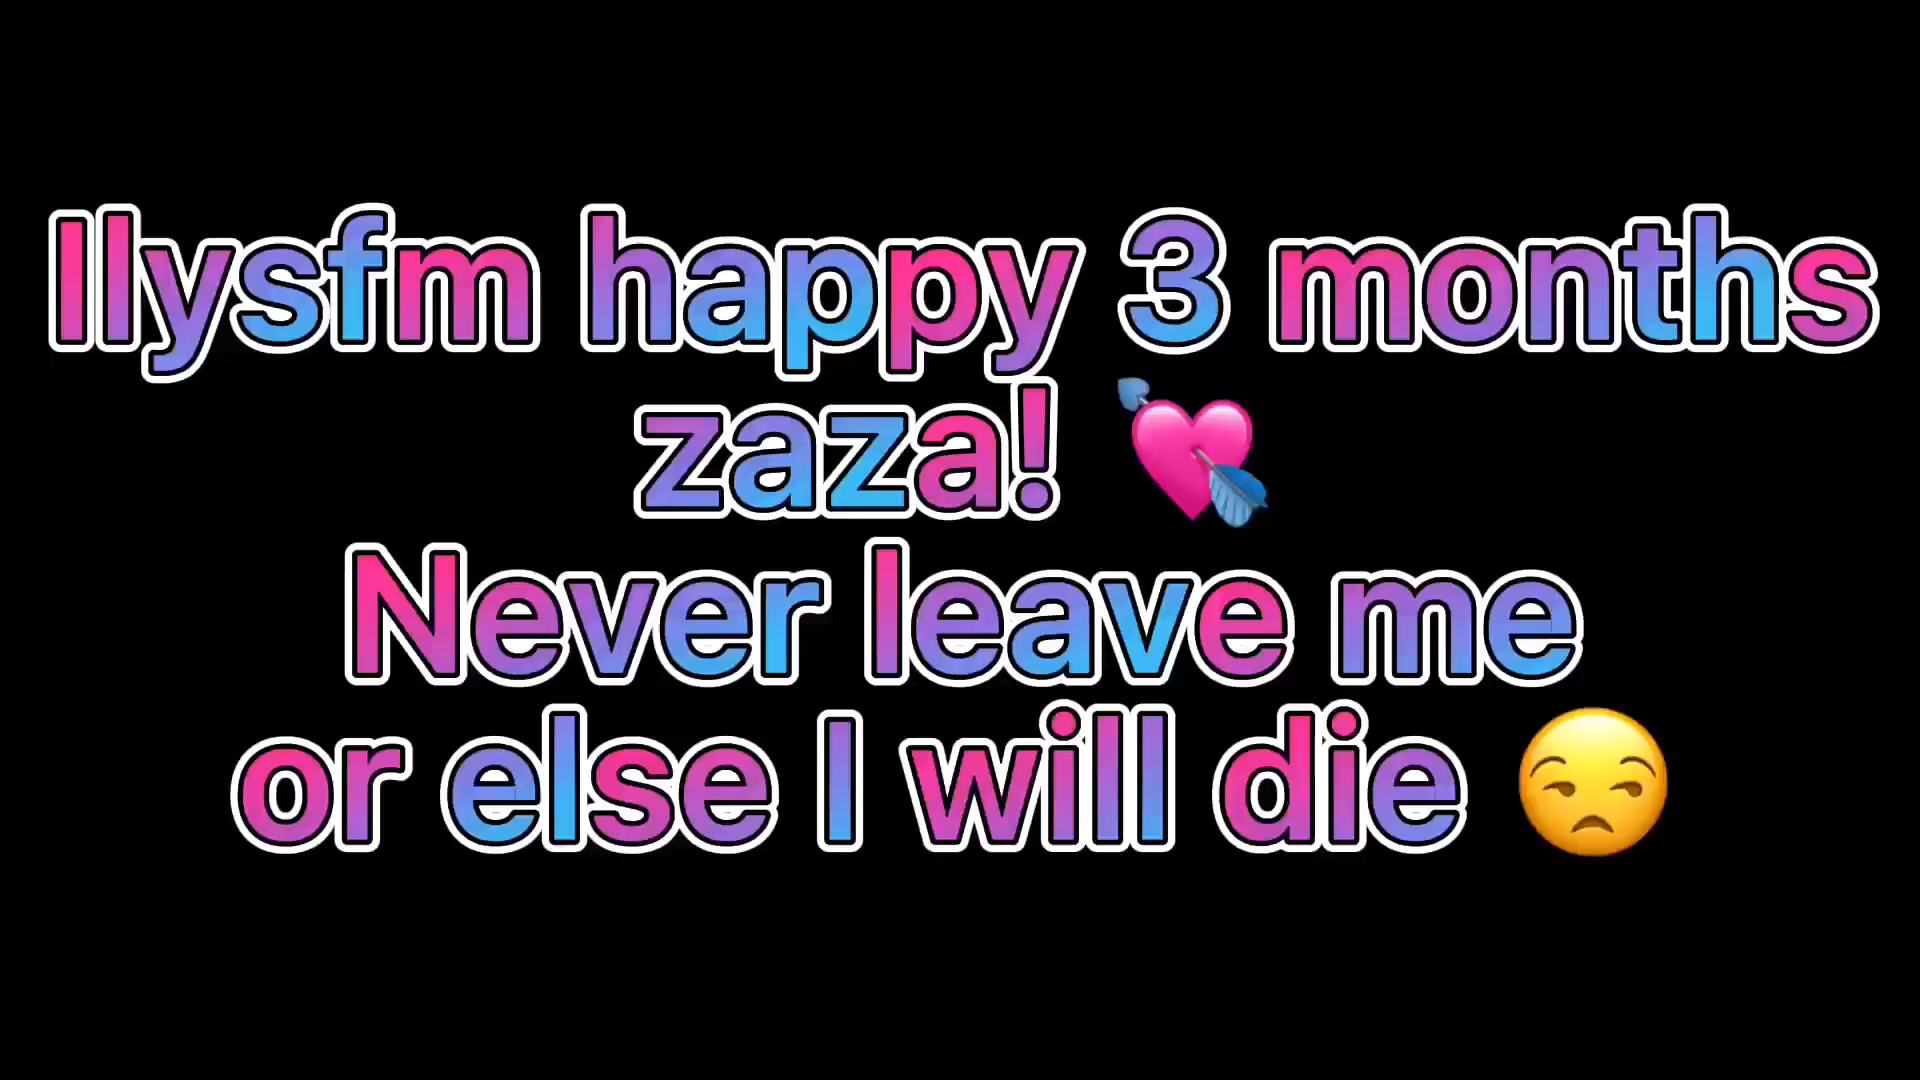 Ilysfm happy 3 months
zaza! 💘
Never leave me
or else I will die 😒